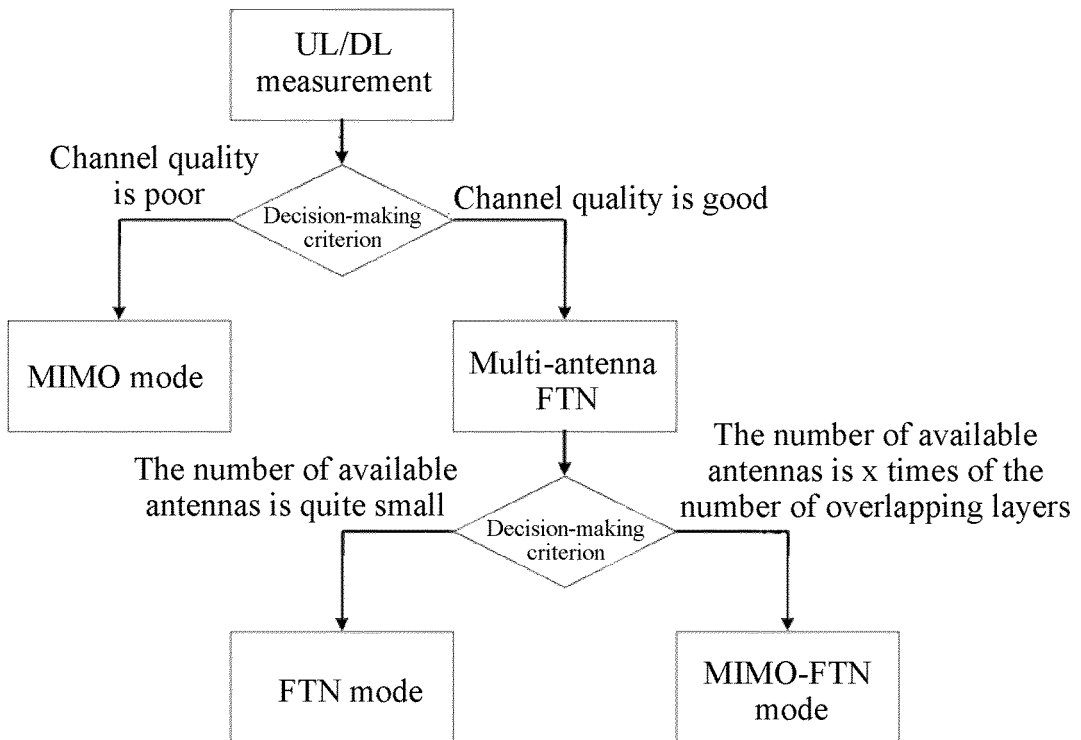 UL/DL
measurement
Channel quality
is poor
Channel quality is good
Decision-making
criterion
MIMO mode
Multi-antenna
FTN
The number of available
antennas is quite small
The number of available
antennas is x times of the
number of overlapping layers
Decision-making
criterion
FTN mode
MIMO-FTN
mode